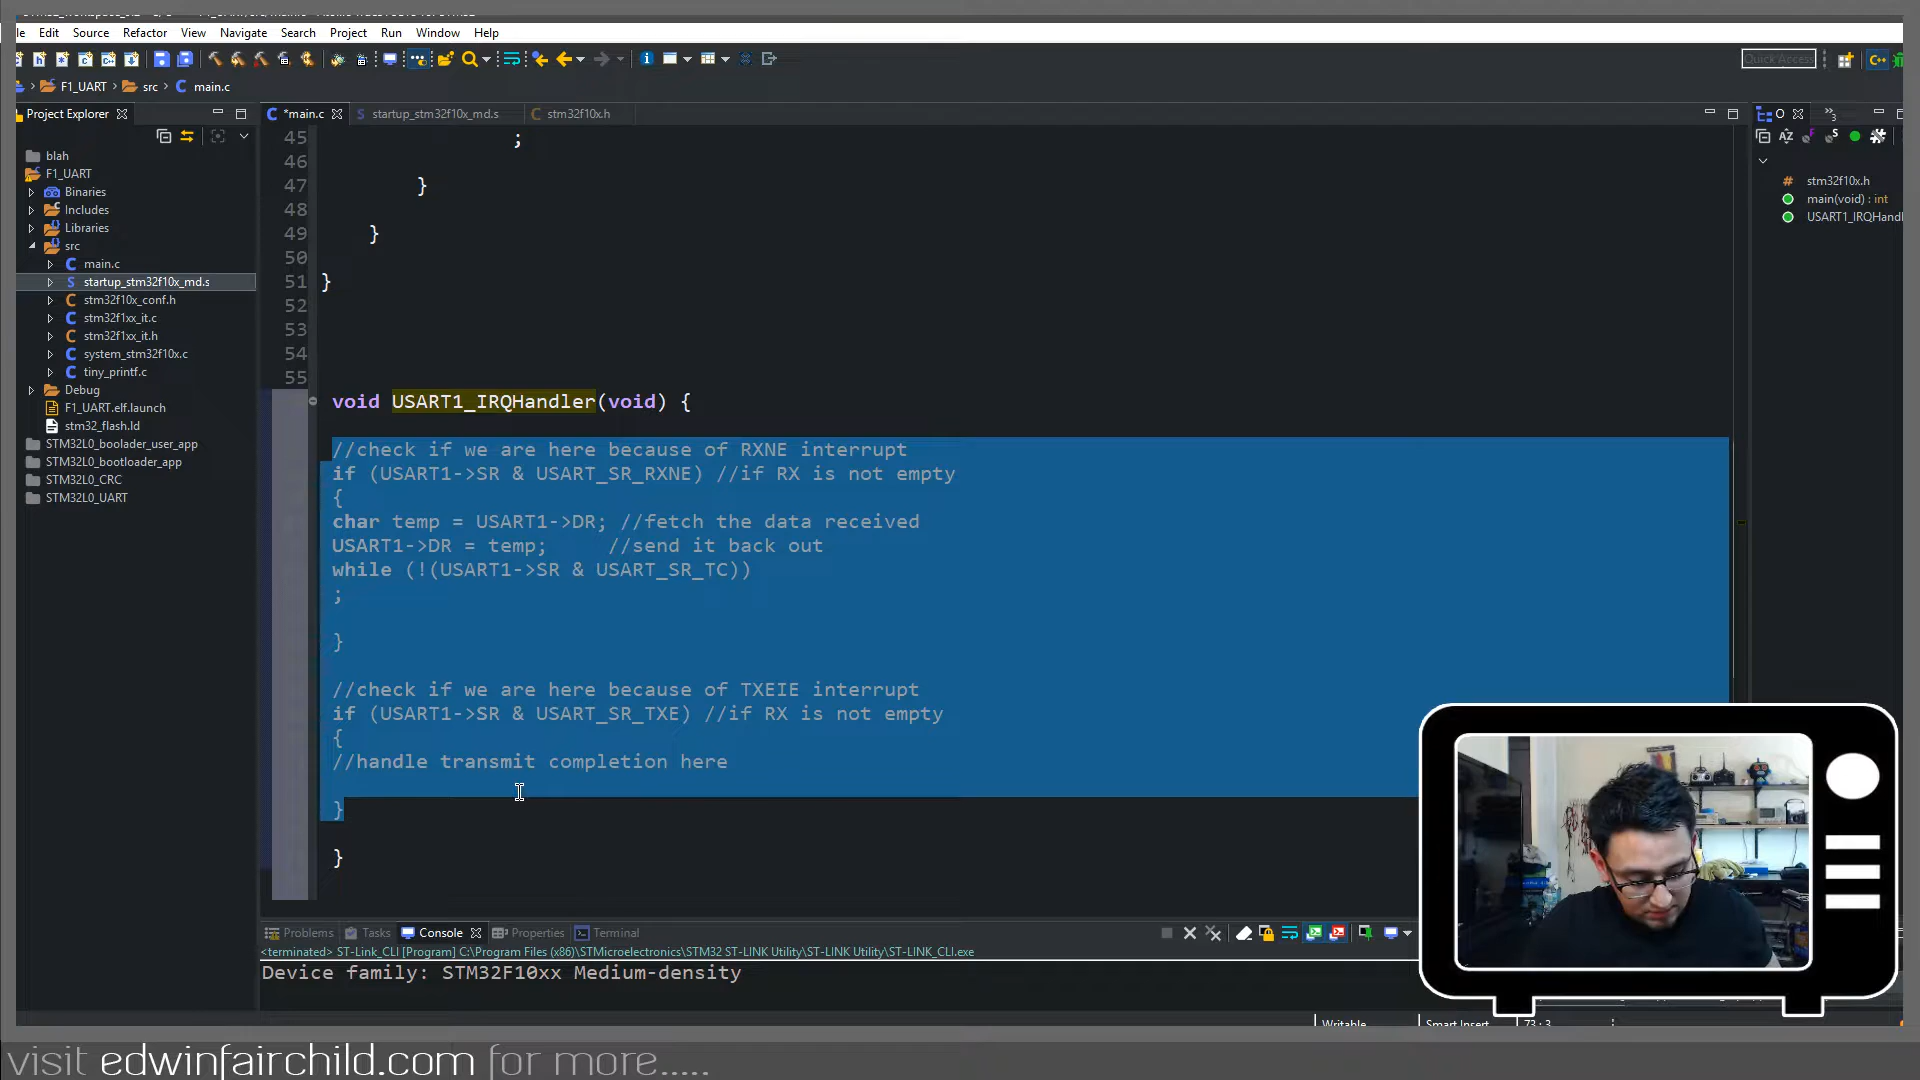 le Edit Source Refactor View Navigate Search Project Run Window Help
Quick Access
F1_UART src main.c
Project Explorer
*main.c startup_stm32f10x_md.s stm32f10x.h
O
3
blah
F1_UART
Binaries
Includes
Libraries
src
main.c
startup_stm32f10x_md.s
stm32f10x_conf.h
stm32f1xx_it.c
stm32f1xx_it.h
system_stm32f10x.c
tiny_printf.c
Debug
F1_UART.elf.launch
stm32_flash.ld
STM32L0_boolader_user_app
STM32L0_bootloader_app
STM32L0_CRC
STM32L0_UART
45 ;
46
47 }
48
49 }
50
51 }
52
53
54
55
void USART1_IRQHandler(void) {
//check if we are here because of RXNE interrupt
if (USART1->SR & USART_SR_RXNE) //if RX is not empty
{
char temp = USART1->DR; //fetch the data received
USART1->DR = temp; //send it back out
while (!(USART1->SR & USART_SR_TC))
;
}
//check if we are here because of TXEIE interrupt
if (USART1->SR & USART_SR_TXE) //if RX is not empty
{
//handle transmit completion here
}
}
# stm32f10x.h
main(void) : int
USART1_IRQHandl
Problems Tasks Console Properties Terminal
<terminated> ST-Link_CLI [Program] C:\Program Files (x86)\STMicroelectronics\STM32 ST-LINK Utility\ST-LINK Utility\ST-LINK_CLI.exe
Device family: STM32F10xx Medium-density
Writable Smart Insert 73 : 3
visit edwinfairchild.com for more.....